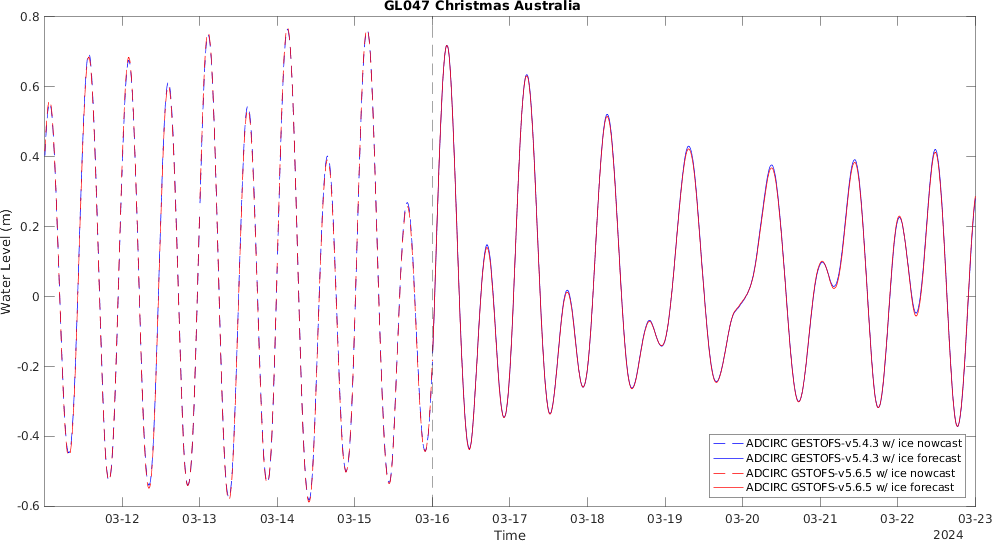 GL047 Christmas Australia
0.8
0.6
0.4
0.2
0
-0.2
-0.4
-0.6
Water Level (m)
ADCIRC GESTOFS-v5.4.3 w/ ice nowcast
ADCIRC GESTOFS-v5.4.3 w/ ice forecast
ADCIRC GSTOFS-v5.6.5 w/ ice nowcast
ADCIRC GSTOFS-v5.6.5 w/ ice forecast
03-12 03-13 03-14 03-15 03-16 03-17 03-18 03-19 03-20 03-21 03-22 03-23
Time
2024